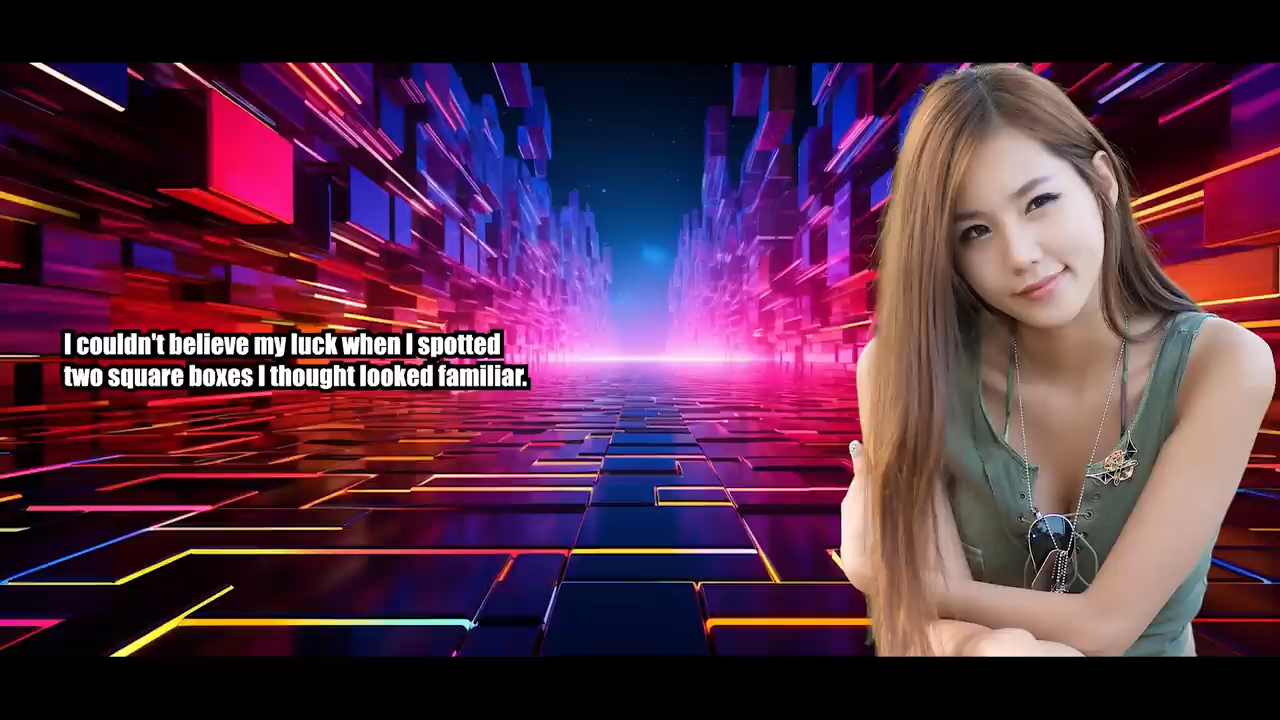 I couldn't believe my luck when I spotted
two square boxes I thought looked familiar.